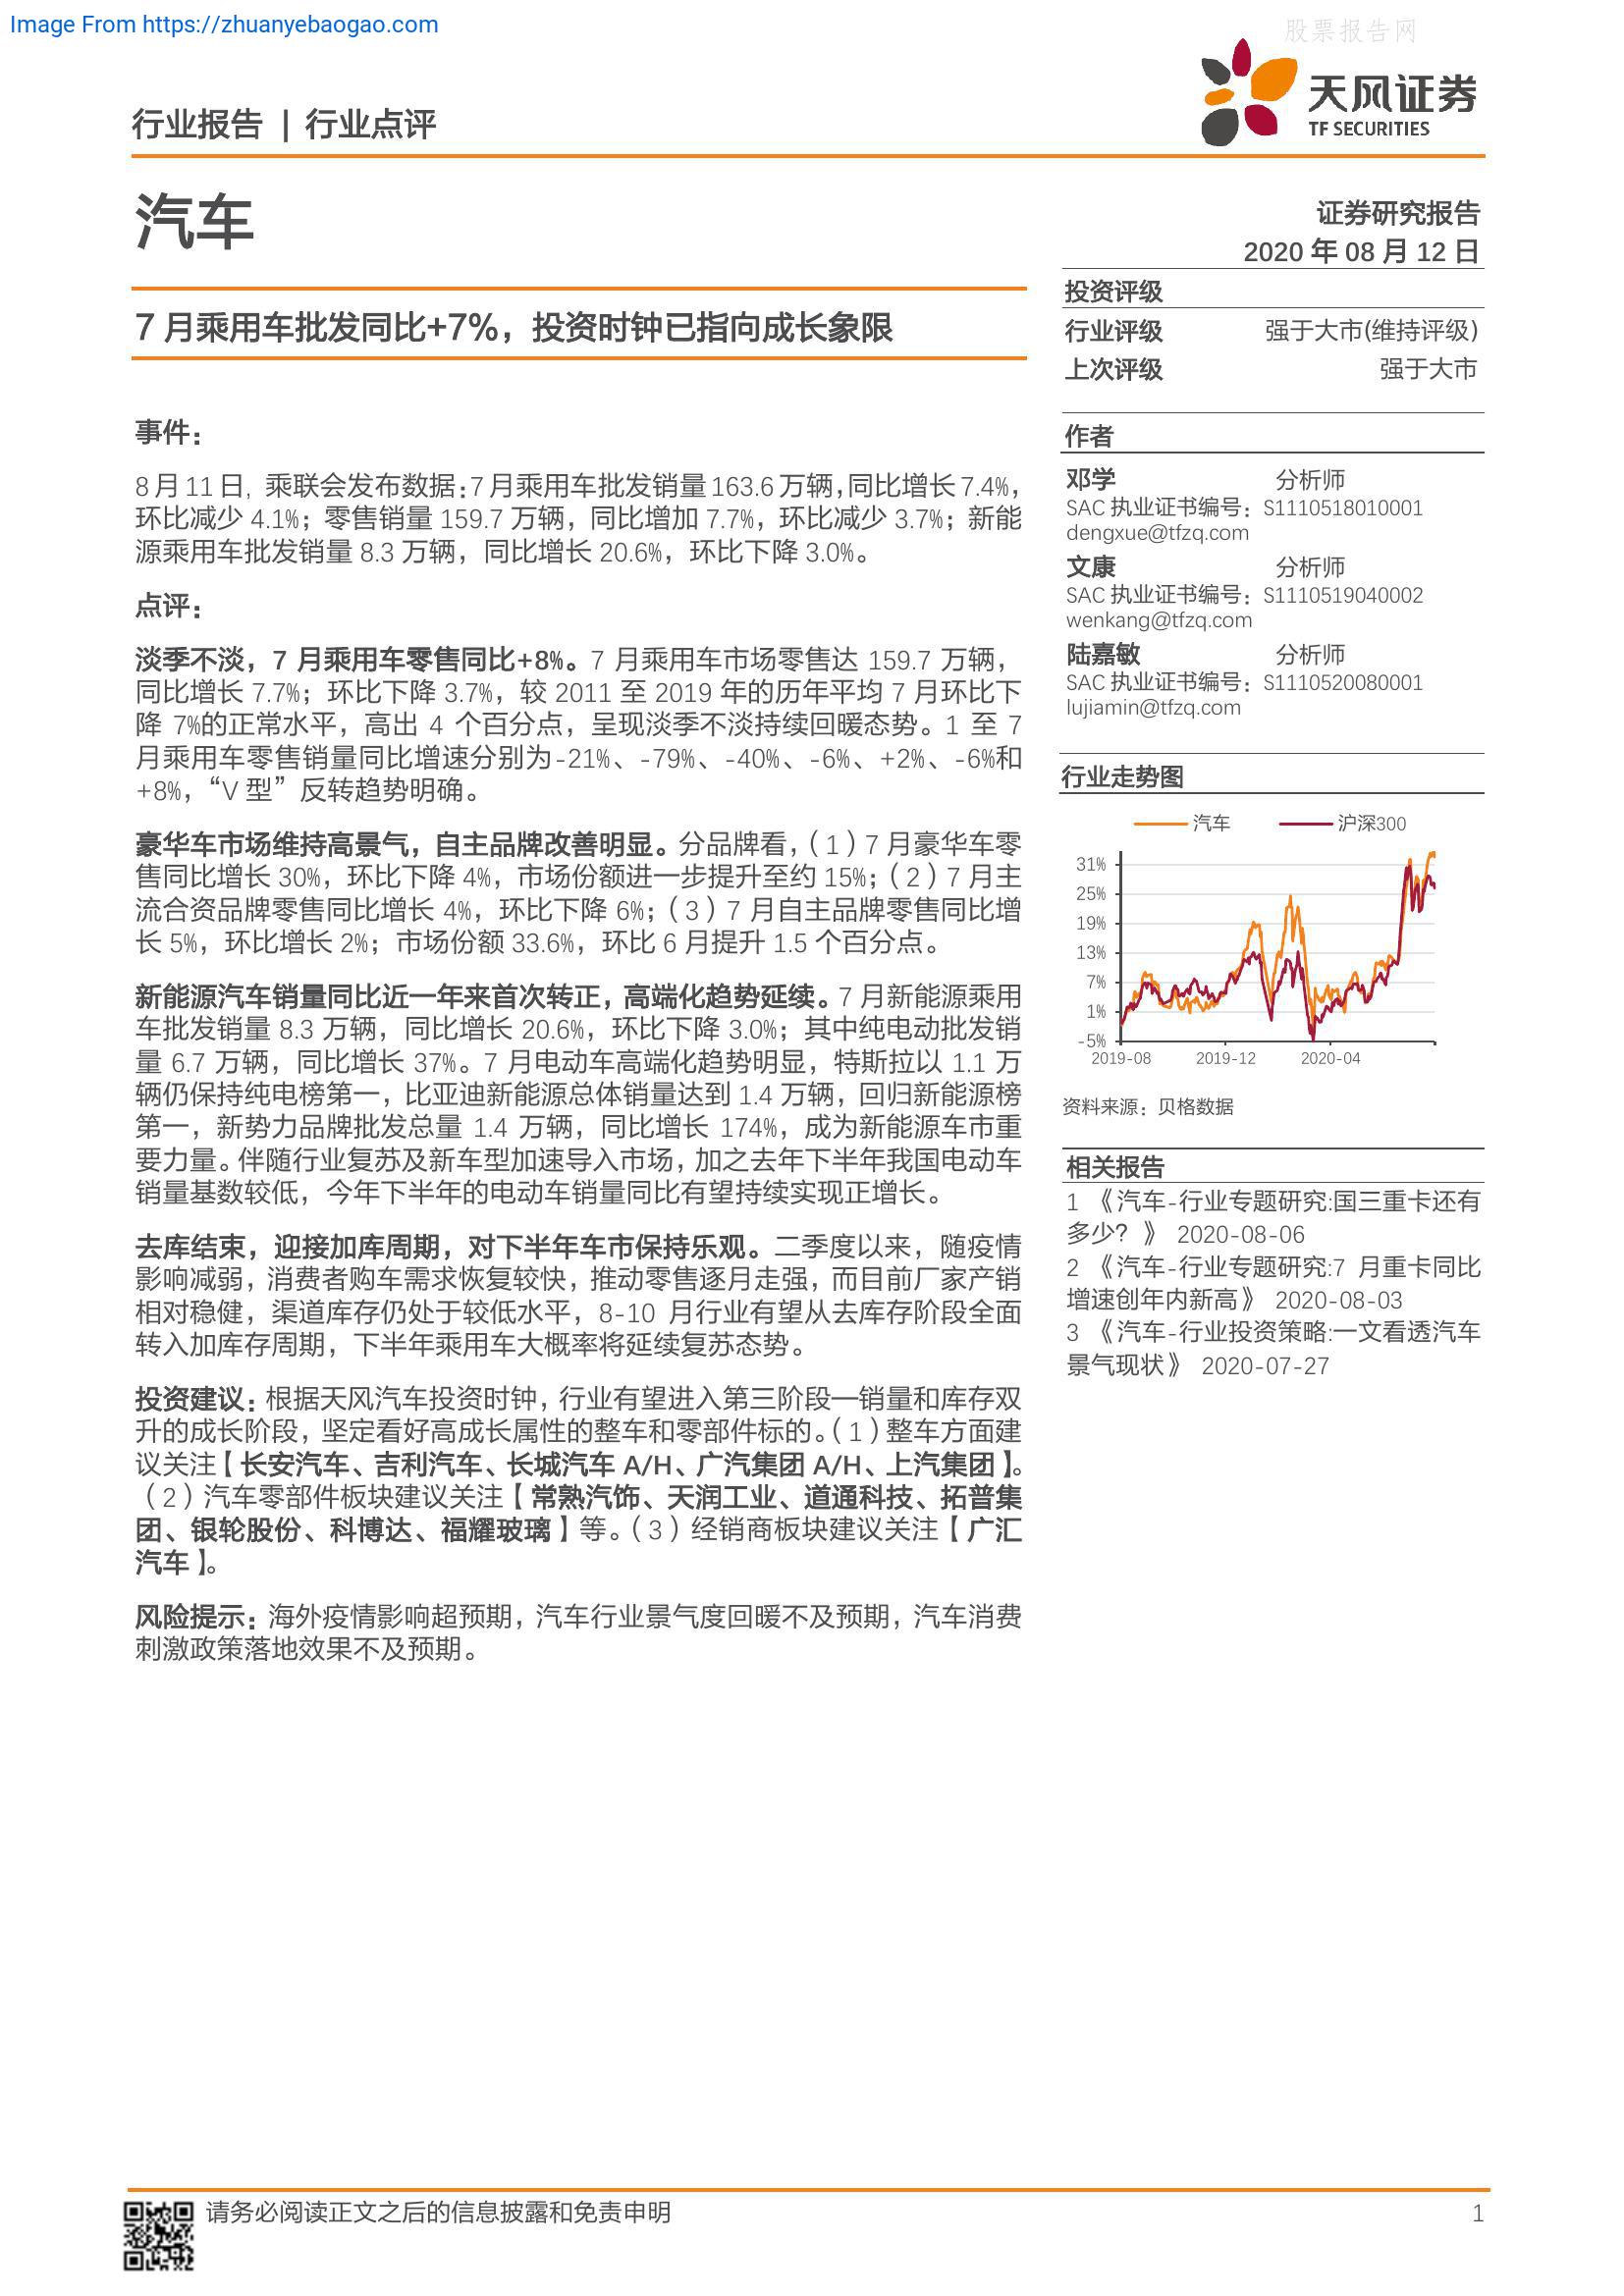 Image From https://zhuanyebaogao.com
股票报告网
天风证券
TF SECURITIES
行业报告 | 行业点评
汽车
证券研究报告
2020 年 08 月 12 日
7 月乘用车批发同比+7%，投资时钟已指向成长象限
事件：
8 月 11 日, 乘联会发布数据：7 月乘用车批发销量 163.6 万辆，同比增长 7.4%，
环比减少 4.1%；零售销量 159.7 万辆，同比增加 7.7%，环比减少 3.7%；新能
源乘用车批发销量 8.3 万辆，同比增长 20.6%，环比下降 3.0%。
点评：
淡季不淡，7 月乘用车零售同比+8%。7 月乘用车市场零售达 159.7 万辆，
同比增长 7.7%；环比下降 3.7%，较 2011 至 2019 年的历年平均 7 月环比下
降 7%的正常水平，高出 4 个百分点，呈现淡季不淡持续回暖态势。1 至 7
月乘用车零售销量同比增速分别为-21%、-79%、-40%、-6%、+2%、-6%和
+8%，“V 型”反转趋势明确。
豪华车市场维持高景气，自主品牌改善明显。分品牌看，（1）7 月豪华车零
售同比增长 30%，环比下降 4%，市场份额进一步提升至约 15%；（2）7 月主
流合资品牌零售同比增长 4%，环比下降 6%；（3）7 月自主品牌零售同比增
长 5%，环比增长 2%；市场份额 33.6%，环比 6 月提升 1.5 个百分点。
新能源汽车销量同比近一年来首次转正，高端化趋势延续。7 月新能源乘用
车批发销量 8.3 万辆，同比增长 20.6%，环比下降 3.0%；其中纯电动批发销
量 6.7 万辆，同比增长 37%。7 月电动车高端化趋势明显，特斯拉以 1.1 万
辆仍保持纯电榜第一，比亚迪新能源总体销量达到 1.4 万辆，回归新能源榜
第一，新势力品牌批发总量 1.4 万辆，同比增长 174%，成为新能源车市重
要力量。伴随行业复苏及新车型加速导入市场，加之去年下半年我国电动车
销量基数较低，今年下半年的电动车销量同比有望持续实现正增长。
去库结束，迎接加库周期，对下半年车市保持乐观。二季度以来，随疫情
影响减弱，消费者购车需求恢复较快，推动零售逐月走强，而目前厂家产销
相对稳健，渠道库存仍处于较低水平，8-10 月行业有望从去库存阶段全面
转入加库存周期，下半年乘用车大概率将延续复苏态势。
投资建议：根据天风汽车投资时钟，行业有望进入第三阶段—销量和库存双
升的成长阶段，坚定看好高成长属性的整车和零部件标的。（1）整车方面建
议关注【长安汽车、吉利汽车、长城汽车 A/H、广汽集团 A/H、上汽集团】。
（2）汽车零部件板块建议关注【常熟汽饰、天润工业、道通科技、拓普集
团、银轮股份、科博达、福耀玻璃】等。（3）经销商板块建议关注【广汇
汽车】。
风险提示：海外疫情影响超预期，汽车行业景气度回暖不及预期，汽车消费
刺激政策落地效果不及预期。
投资评级
行业评级 强于大市(维持评级)
上次评级 强于大市
作者
邓学 分析师
SAC 执业证书编号：S1110518010001
dengxue@tfzq.com
文康 分析师
SAC 执业证书编号：S1110519040002
wenkang@tfzq.com
陆嘉敏 分析师
SAC 执业证书编号：S1110520080001
lujiamin@tfzq.com
行业走势图
汽车 沪深300
31%
25%
19%
13%
7%
1%
-5%
2019-08 2019-12 2020-04
资料来源：贝格数据
相关报告
1 《汽车-行业专题研究:国三重卡还有
多少？》 2020-08-06
2 《汽车-行业专题研究:7 月重卡同比
增速创年内新高》 2020-08-03
3 《汽车-行业投资策略:一文看透汽车
景气现状》 2020-07-27
请务必阅读正文之后的信息披露和免责申明 1